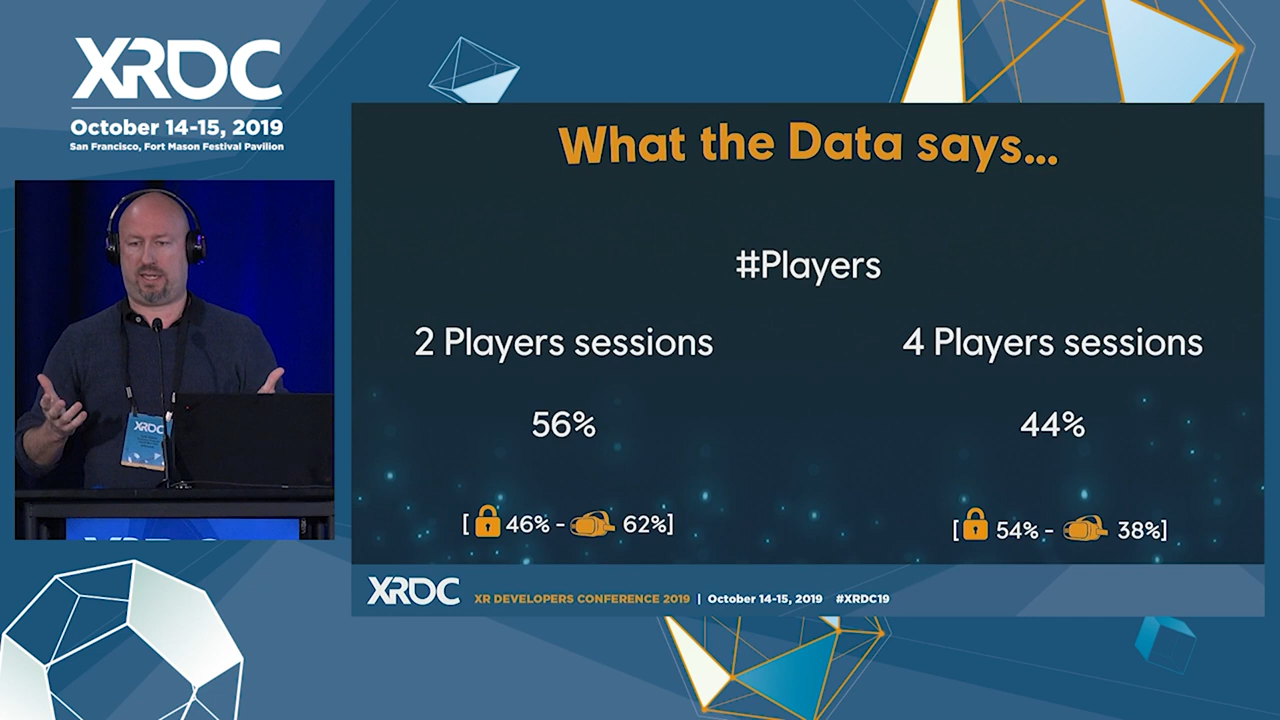 XRDC
October 14-15, 2019
San Francisco, Fort Mason Festival Pavilion
What the Data says...
#Players
2 Players sessions
4 Players sessions
56%
44%
[ 46% - 62%]
[ 54% - 38%]
XRDC
XRDC
XR DEVELOPERS CONFERENCE 2019 | October 14-15, 2019 #XRDC19